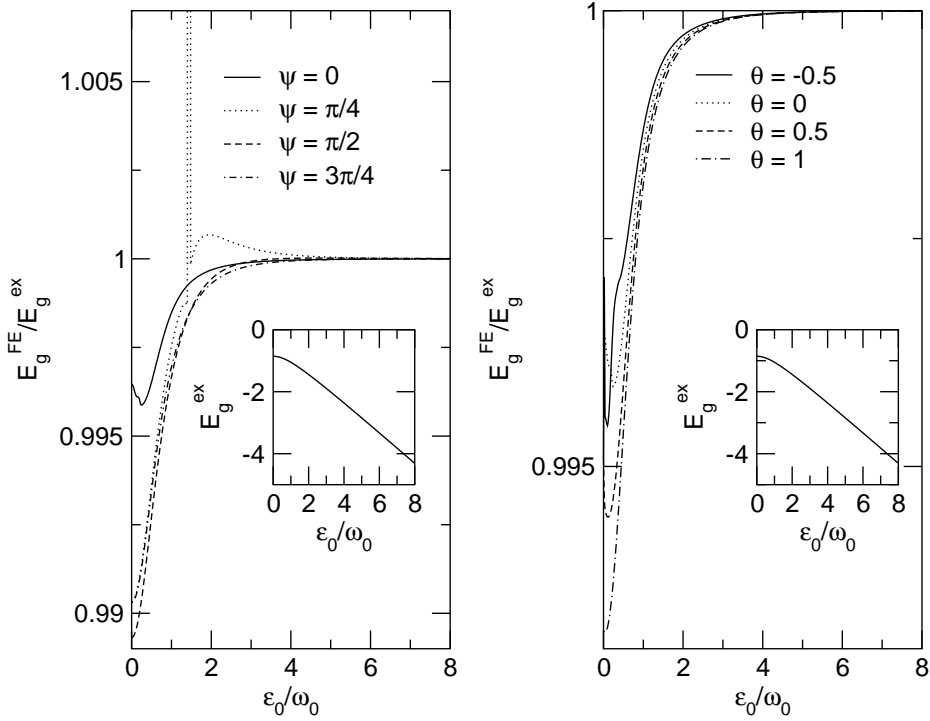 1.005
1
0.995
0.99
E_g^FE/E_g^ex
ψ = 0
ψ = π/4
ψ = π/2
ψ = 3π/4
0
-2
-4
E_g^ex
0 2 4 6 8
ε_0/ω_0
0 2 4 6 8
ε_0/ω_0
1
0.995
E_g^FE/E_g^ex
θ = -0.5
θ = 0
θ = 0.5
θ = 1
0
-2
-4
E_g^ex
0 2 4 6 8
ε_0/ω_0
0 2 4 6 8
ε_0/ω_0